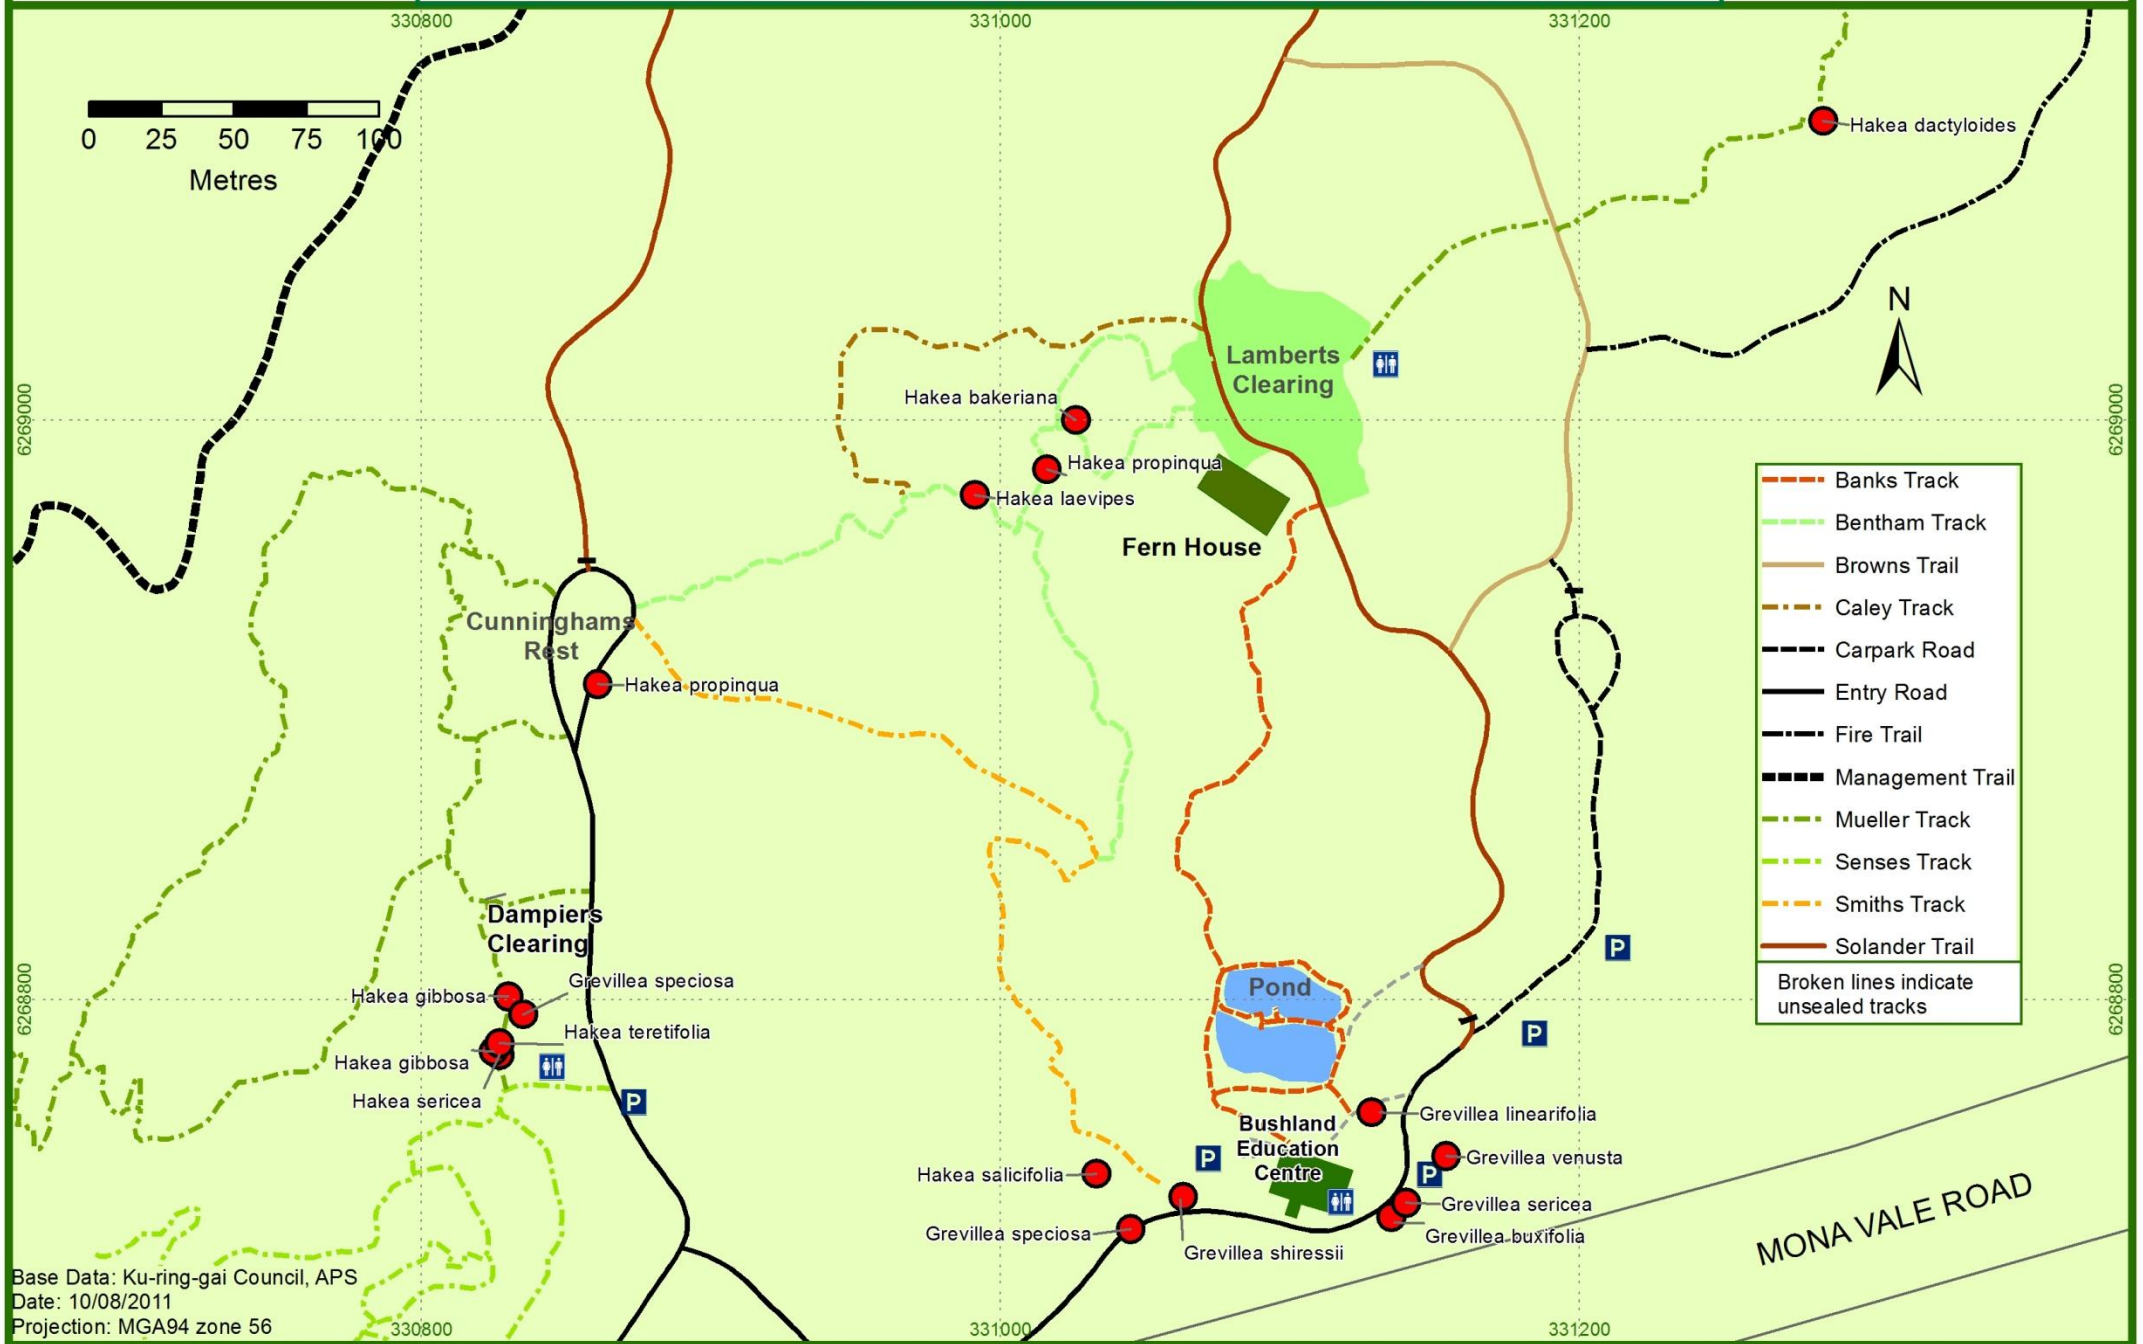 330800
331000
331200
0 25 50 75 100
Metres
Hakea dactyloides
N
Lamberts
Clearing
Hakea bakeriana
6269000
6269000
Hakea propinqua
Hakea laevipes
Fern House
Banks Track
Bentham Track
Browns Trail
Caley Track
Carpark Road
Entry Road
Fire Trail
Management Trail
Mueller Track
Senses Track
Smiths Track
Solander Trail
Broken lines indicate
unsealed tracks
Cunninghams
Rest
Hakea propinqua
Dampiers
Clearing
P
Hakea gibbosa
Grevillea speciosa
Pond
6268800
6268800
Hakea teretifolia
P
Hakea gibbosa
Hakea sericea
P
Grevillea linearifolia
Bushland
Education
Centre
P
Grevillea venusta
Hakea salicifolia
P
Grevillea sericea
Grevillea speciosa
Grevillea buxifolia
Grevillea shiressii
MONA VALE ROAD
Base Data: Ku-ring-gai Council, APS
Date: 10/08/2011
Projection: MGA94 zone 56
330800
331000
331200